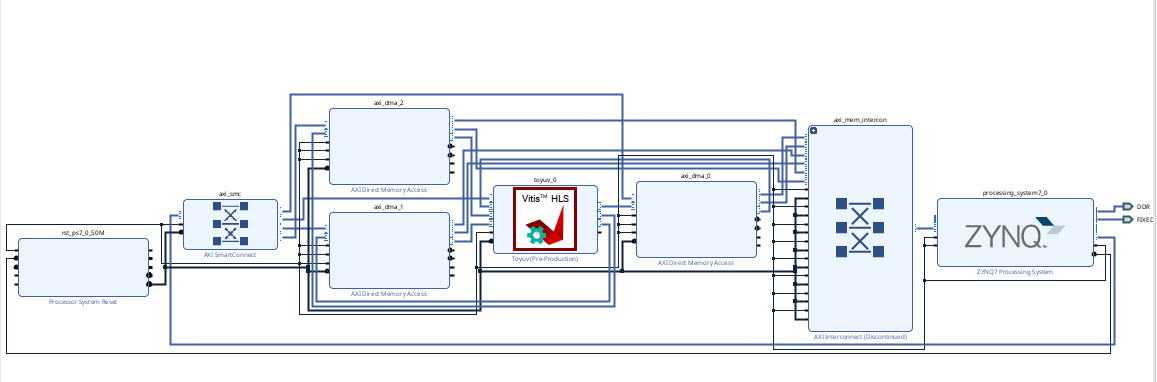 axi_dma_2
AXI Direct Memory Access
axi_mem_intercon
AXI Interconnect (Discontinued)
axi_smc
AXI SmartConnect
toyuv_0
Vitis™ HLS
Toyuv (Pre-Production)
axi_dma_0
AXI Direct Memory Access
processing_system7_0
ZYNQ™
ZYNQ7 Processing System
DDR
FIXED
axi_dma_1
AXI Direct Memory Access
rst_ps7_0_50M
Processor System Reset